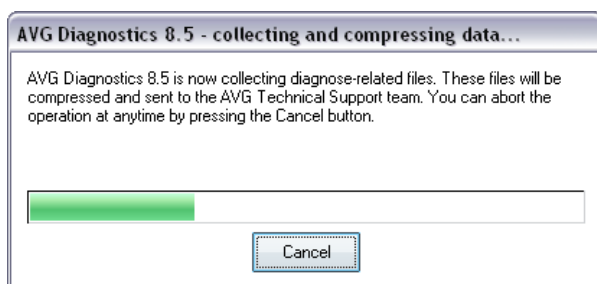 AVG Diagnostics 8.5 - collecting and compressing data...
AVG Diagnostics 8.5 is now collecting diagnose-related files. These files will be
compressed and sent to the AVG Technical Support team. You can abort the
operation at anytime by pressing the Cancel button.
Cancel